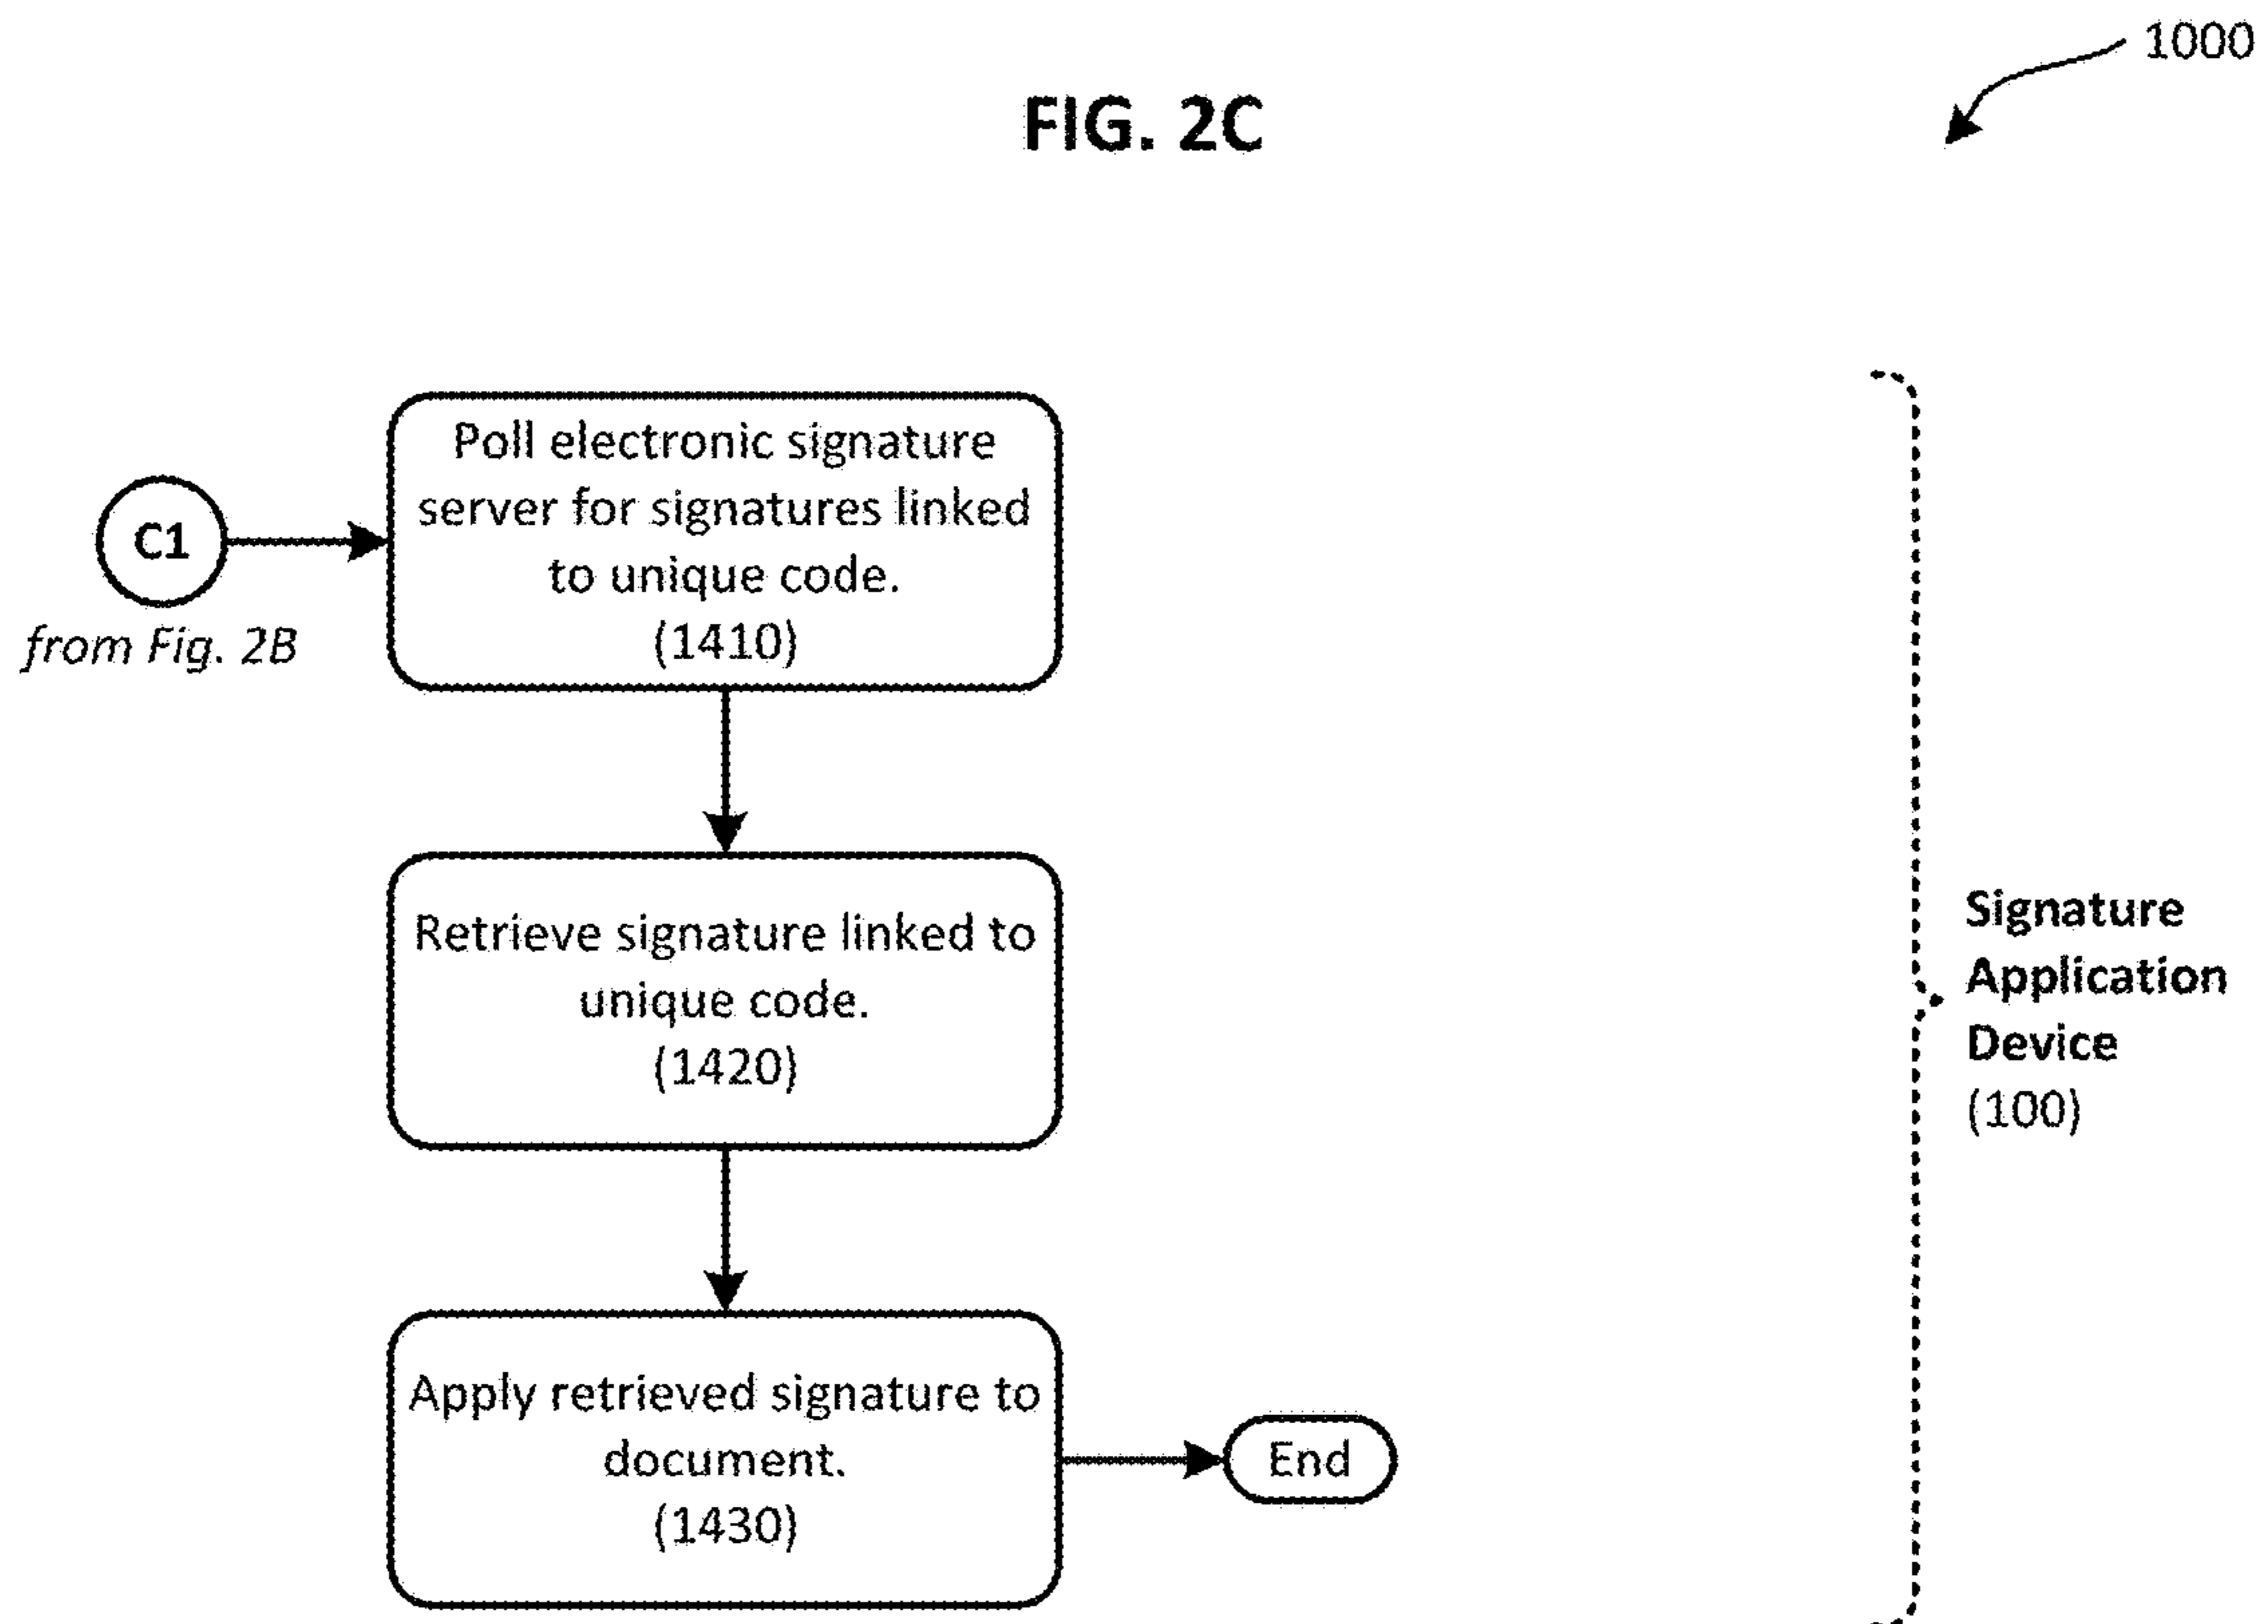 1000
FIG. 2C
Poll electronic signature
server for signatures linked
to unique code.
(1410)
C1
from Fig. 2B
Retrieve signature linked to
unique code.
(1420)
Signature
Application
Device
(100)
Apply retrieved signature to
document.
(1430)
End